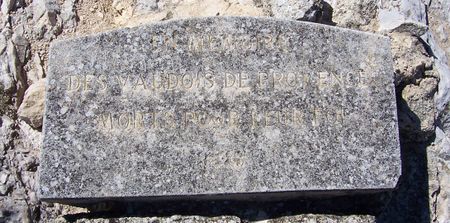 EN MEMOIRE
DES VAUDOIS DE PROVENCE
MORTS POUR LEUR FOI